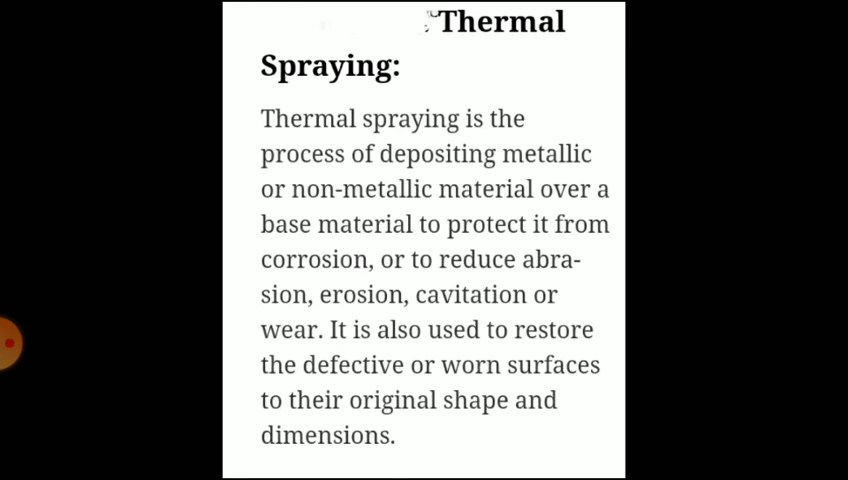 Thermal
Spraying:
Thermal spraying is the
process of depositing metallic
or non-metallic material over a
base material to protect it from
corrosion, or to reduce abra-
sion, erosion, cavitation or
wear. It is also used to restore
the defective or worn surfaces
to their original shape and
dimensions.